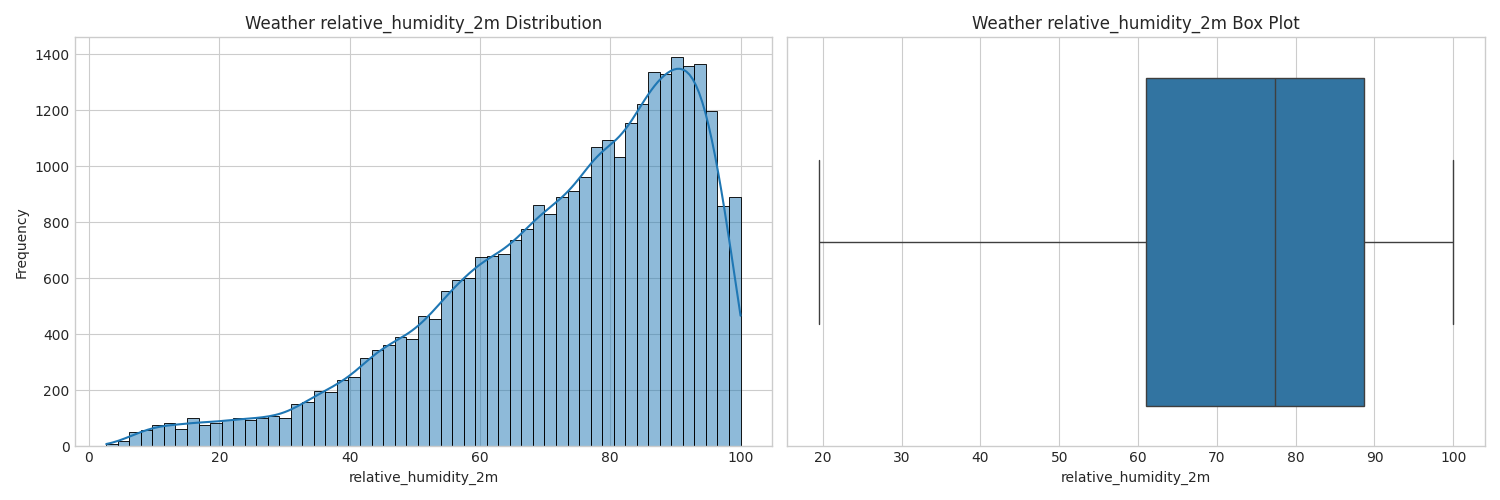 Weather relative_humidity_2m Distribution
1400
1200
1000
800
600
400
200
0
Frequency
0 20 40 60 80 100
relative_humidity_2m
Weather relative_humidity_2m Box Plot
20 30 40 50 60 70 80 90 100
relative_humidity_2m